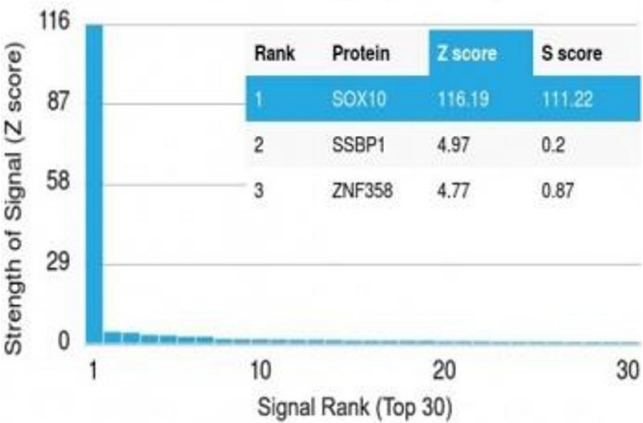 Strength of Signal (Z score)
116
87
58
29
0
Rank Protein Z score S score
1 SOX10 116.19 111.22
2 SSBP1 4.97 0.2
3 ZNF358 4.77 0.87
1 10 20 30
Signal Rank (Top 30)